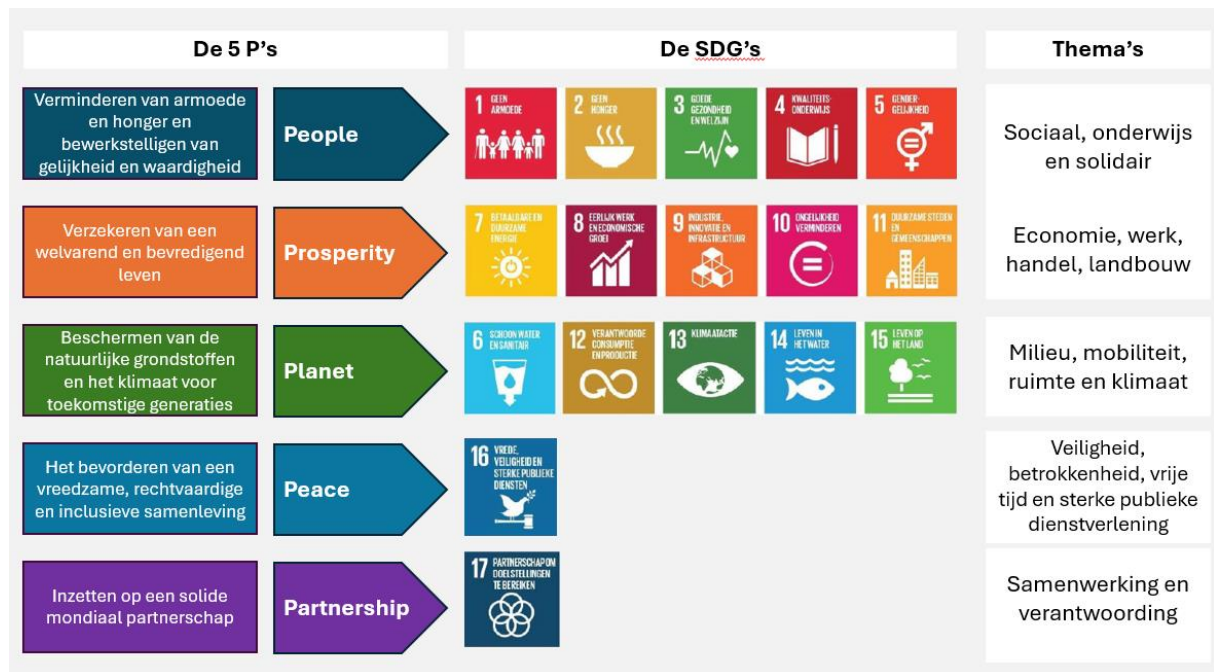 De 5 P's
De SDG's
Thema's
Verminderen van armoede
en honger en
bewerkstelligen van
gelijkheid en waardigheid
People
1 GEEN
ARMOEDE
2 GEEN
HONGER
3 GOEDE
GEZONDHEID
EN WELZIJN
4 KWALITEITS-
ONDERWIJS
5 GENDER-
GELIJKHEID
Sociaal, onderwijs
en solidair
Verzekeren van een
welvarend en bevredigend
leven
Prosperity
7 BETAALBARE EN
DUURZAME
ENERGIE
8 EERLIJK WERK
EN ECONOMISCHE
GROEI
9 INDUSTRIE,
INNOVATIE EN
INFRASTRUCTUUR
10 ONGELIJKHEID
VERMINDEREN
11 DUURZAME STEDEN
EN
GEMEENSCHAPPEN
Economie, werk,
handel, landbouw
Beschermen van de
natuurlijke grondstoffen
en het klimaat voor
toekomstige generaties
Planet
6 SCHOON WATER
EN SANITAIR
12 VERANTWOORDE
CONSUMPTIE
EN PRODUCTIE
13 KLIMAATACTIE
14 LEVEN IN
HET WATER
15 LEVEN OP
HET LAND
Milieu, mobiliteit,
ruimte en klimaat
Het bevorderen van een
vreedzame, rechtvaardige
en inclusieve samenleving
Peace
16 VREDE,
VEILIGHEID EN
STERKE PUBLIEKE
DIENSTEN
Veiligheid,
betrokkenheid, vrije
tijd en sterke publieke
dienstverlening
Inzetten op een solide
mondiaal partnerschap
Partnership
17 PARTNERSCHAP OM
DOELSTELLINGEN
TE BEREIKEN
Samenwerking en
verantwoording